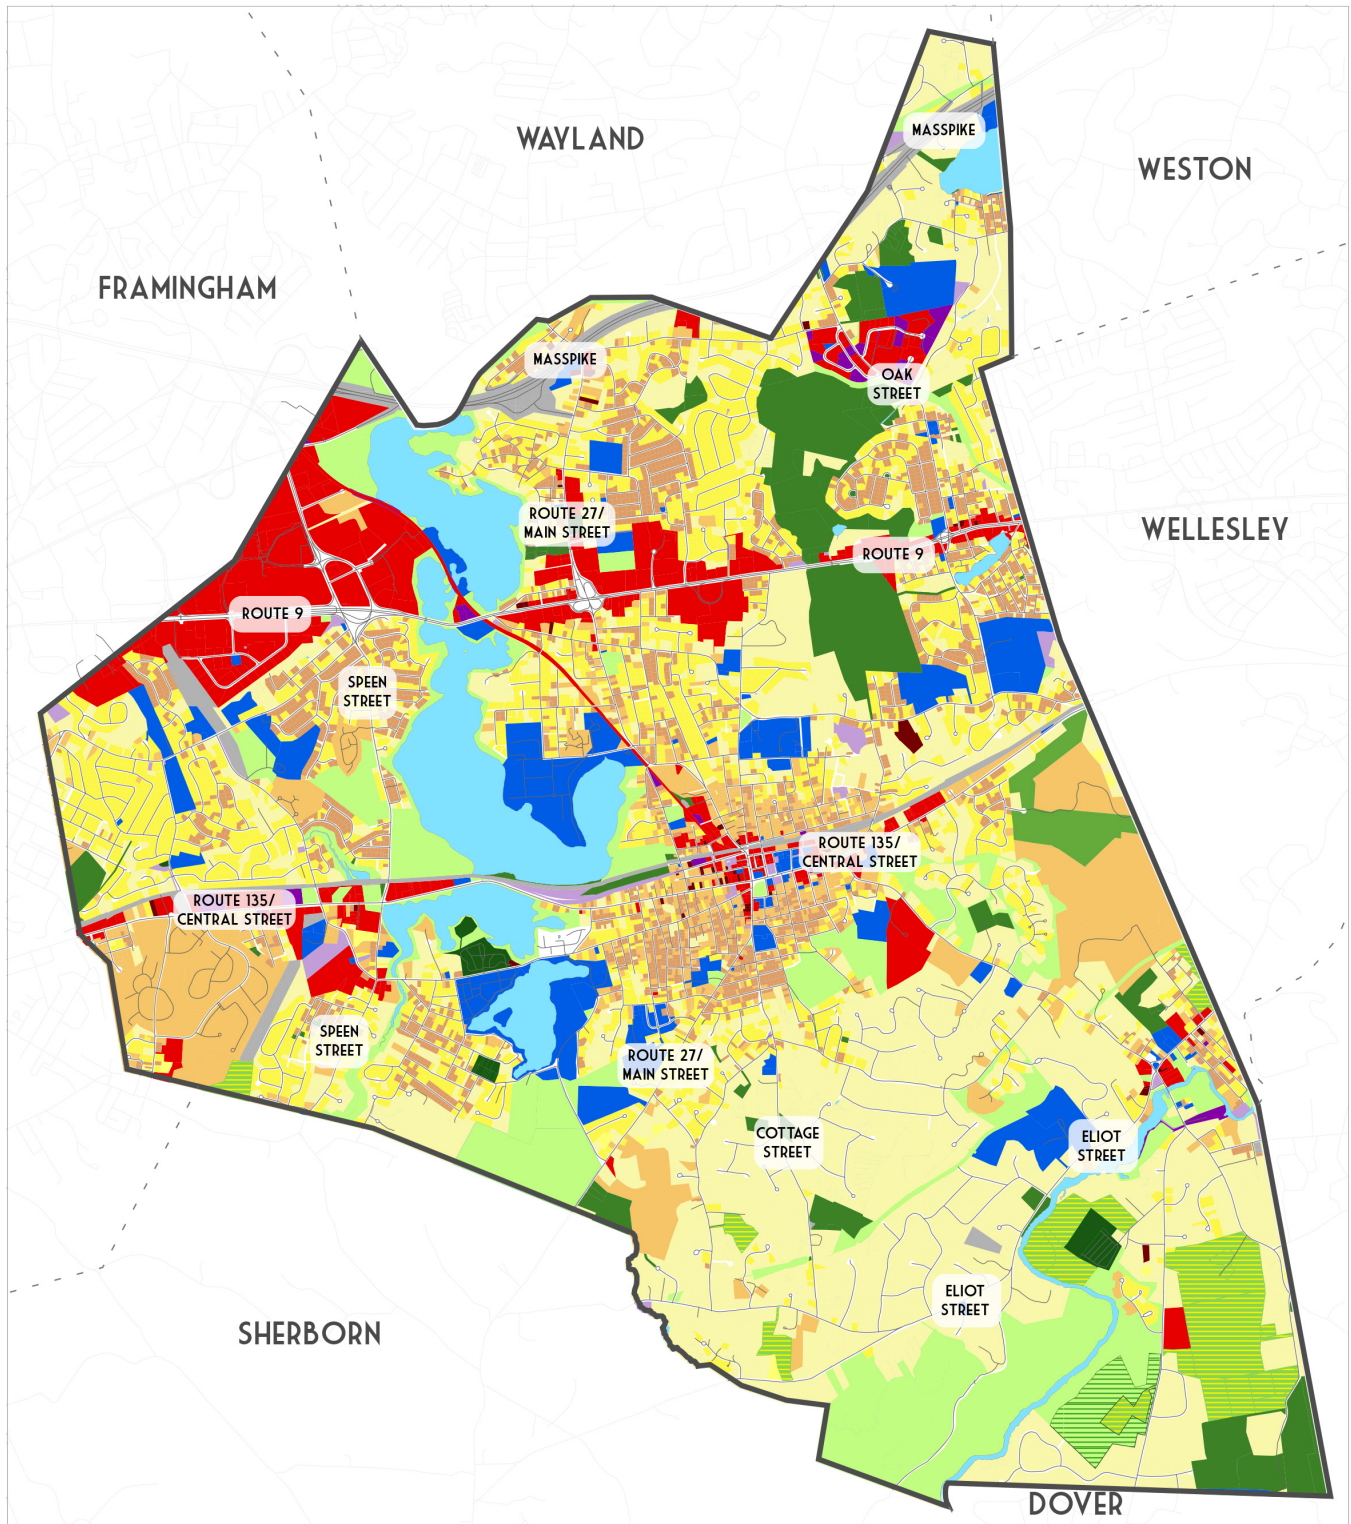 MASSPIKE
WAYLAND
WESTON
FRAMINGHAM
MASSPIKE
OAK
STREET
ROUTE 27/
MAIN STREET
WELLESLEY
ROUTE 9
ROUTE 9
SPEEN
STREET
ROUTE 135/
CENTRAL STREET
ROUTE 135/
CENTRAL STREET
SPEEN
STREET
ROUTE 27/
MAIN STREET
COTTAGE
STREET
ELIOT
STREET
ELIOT
STREET
SHERBORN
DOVER